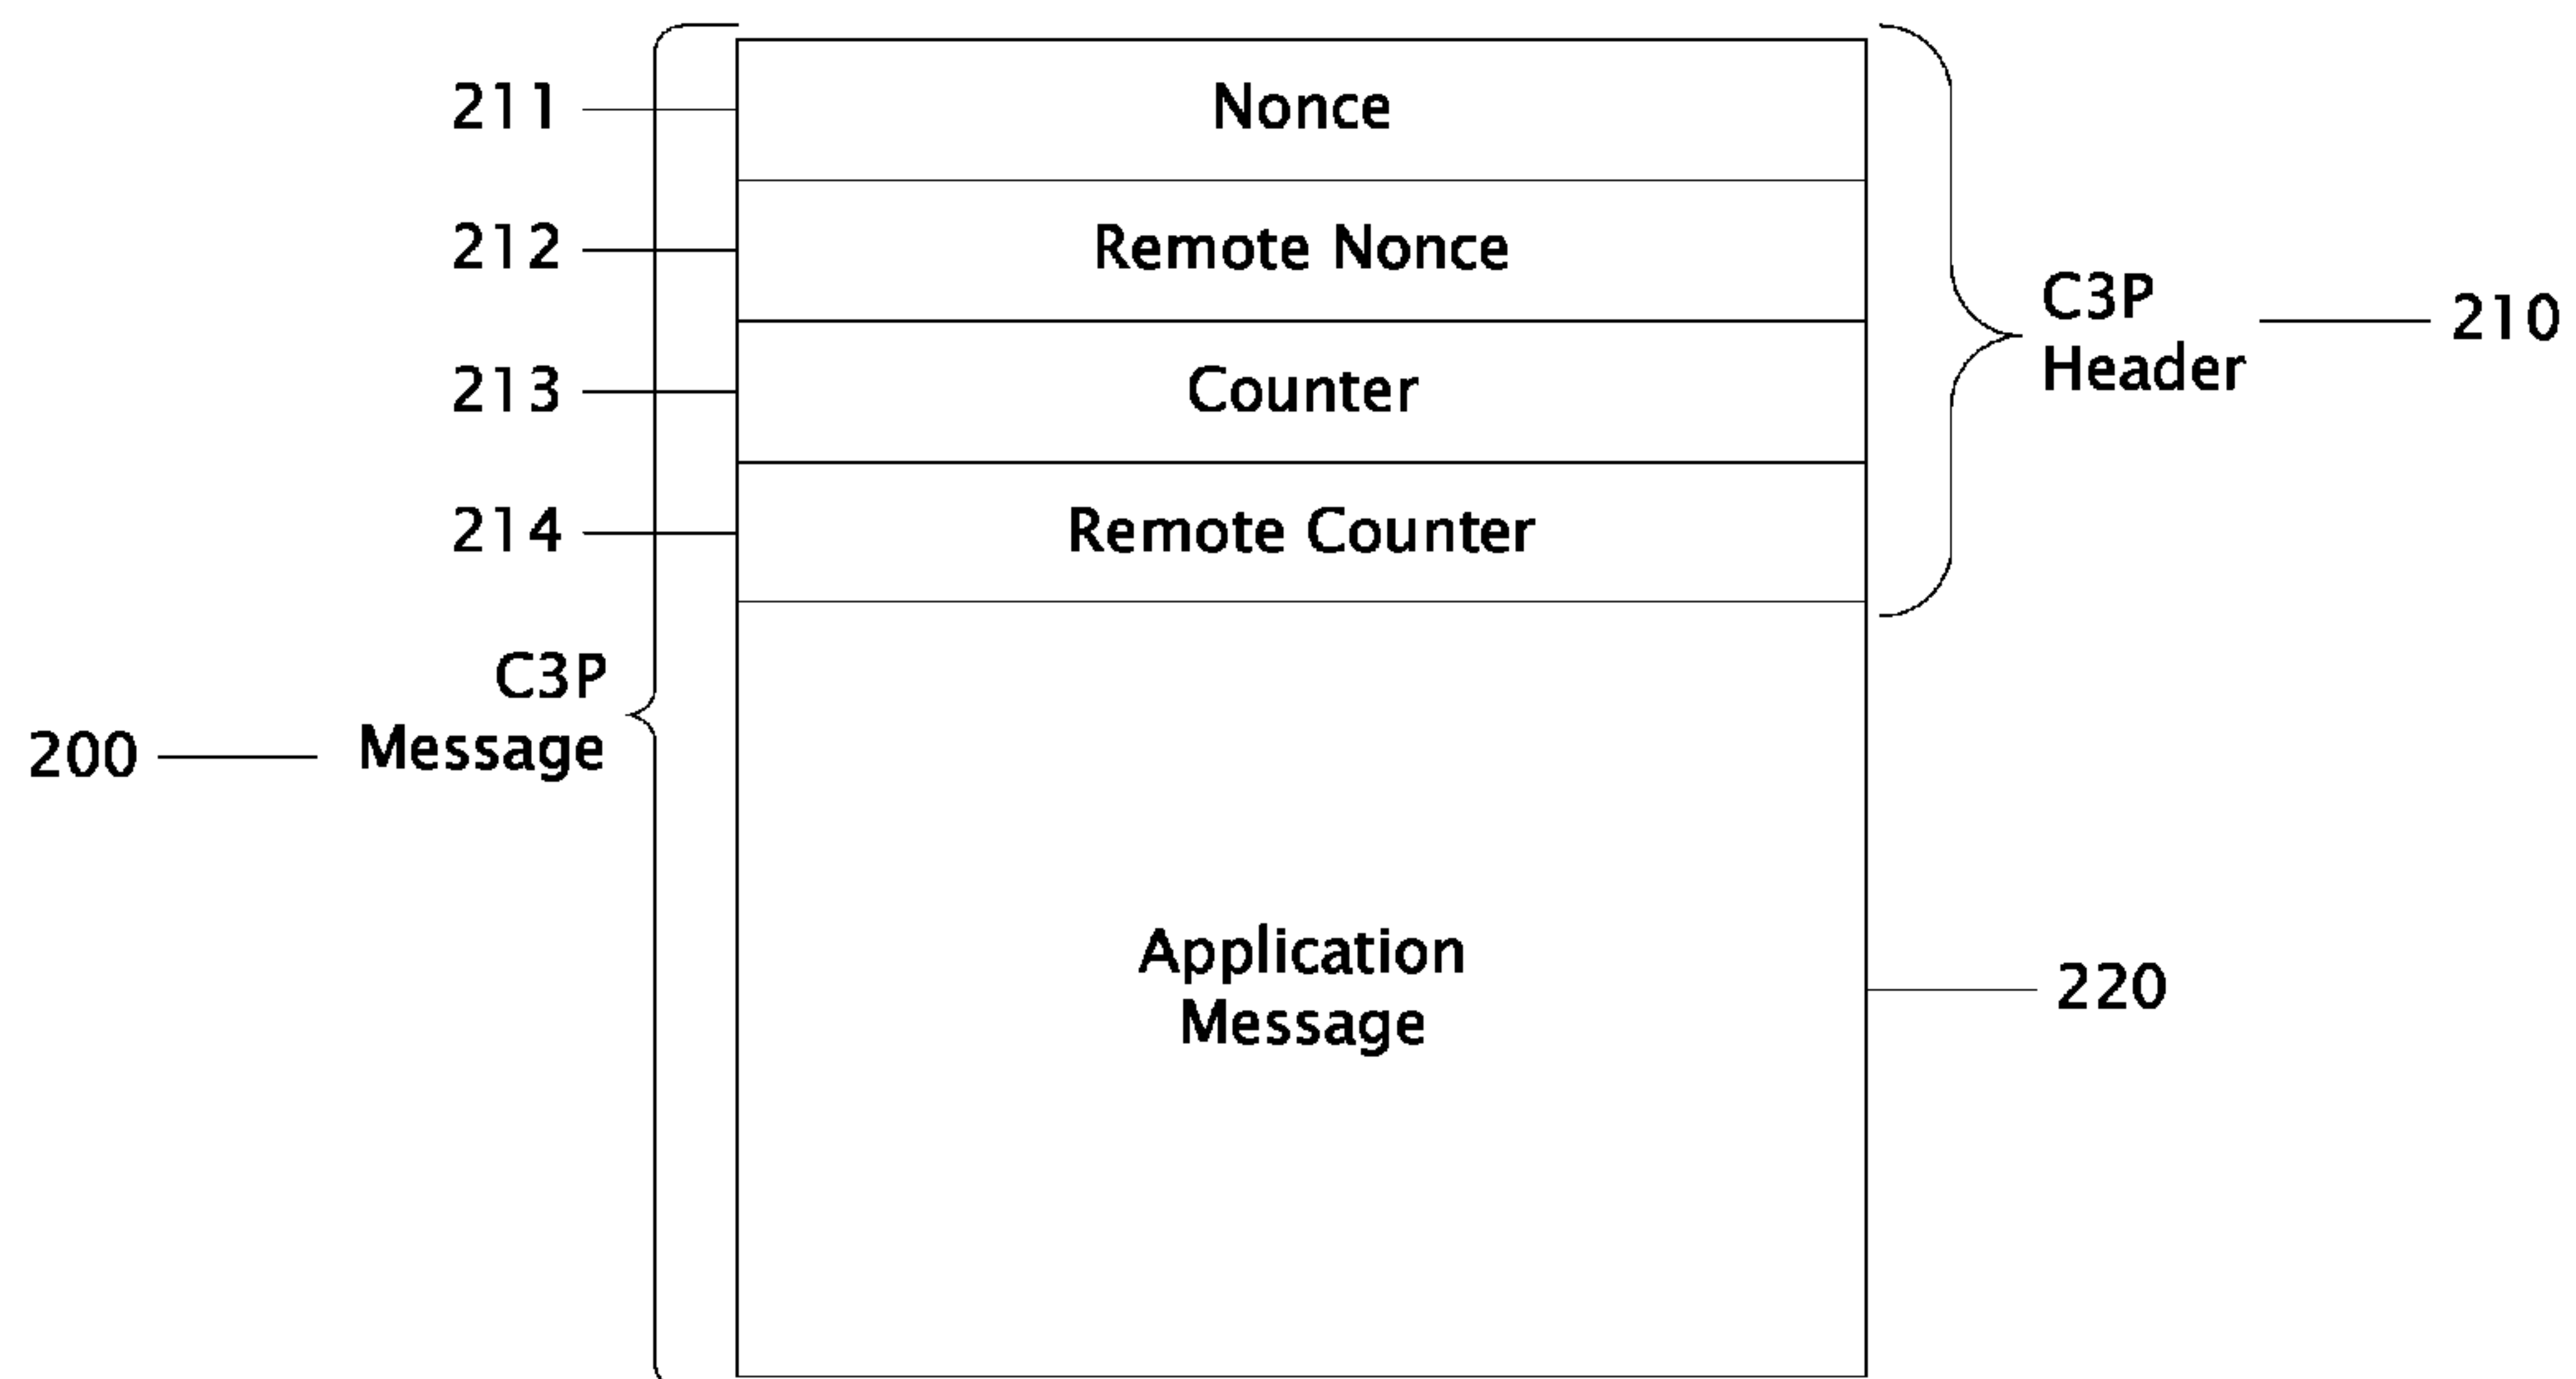 211
Nonce
212
Remote Nonce
C3P
Header
210
213
Counter
214
Remote Counter
C3P
Message
200
Application
Message
220